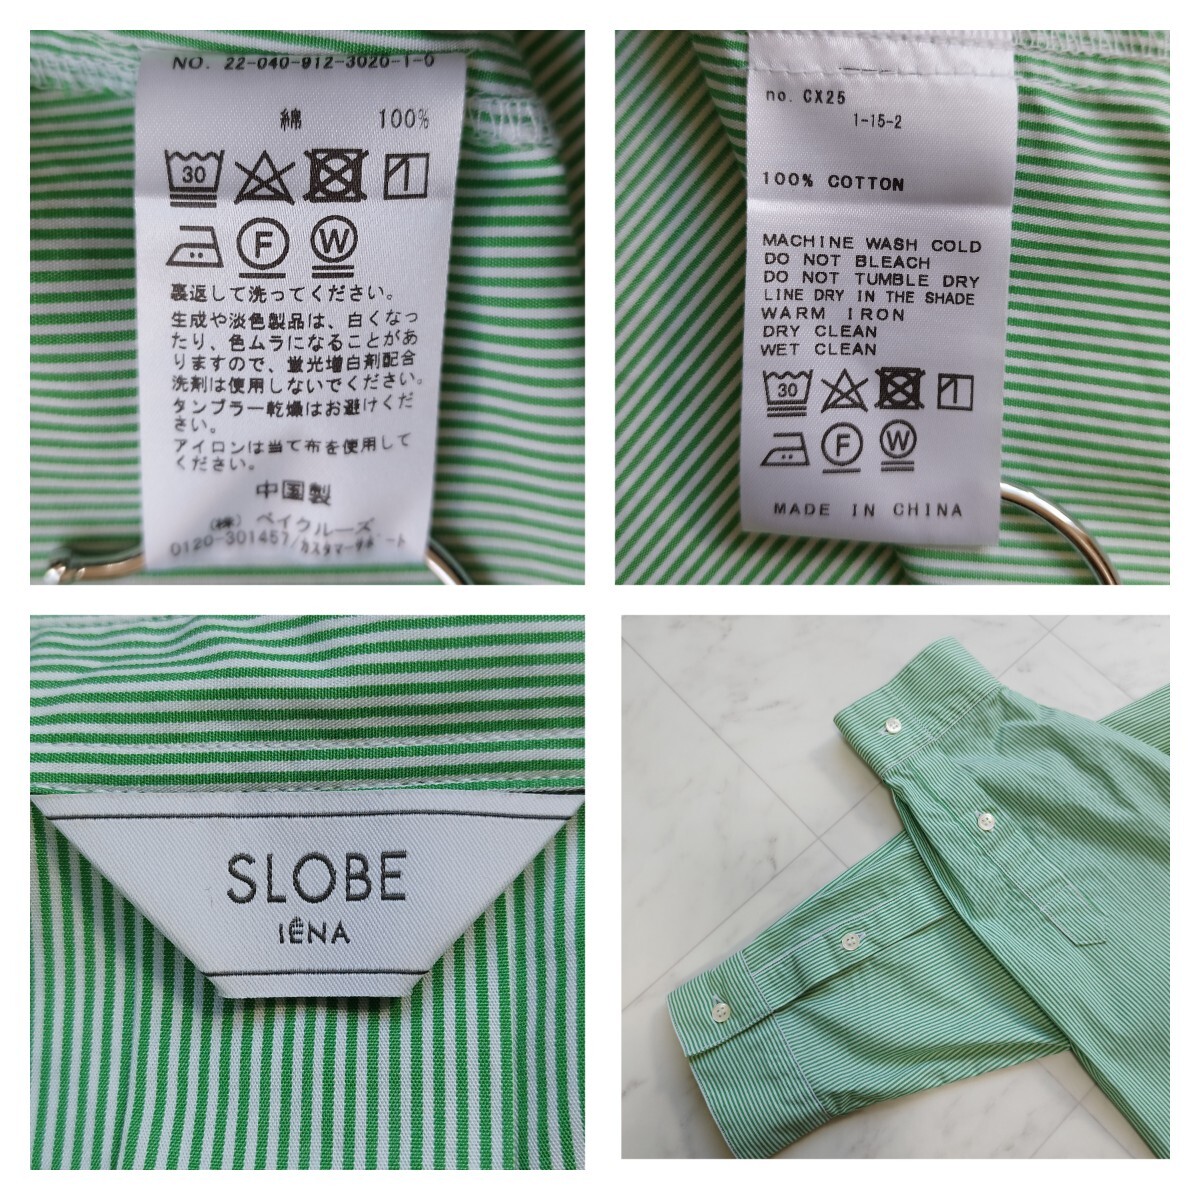 NO. 22-040-912-3020-1-0
綿 100%
30
F W
裏返して洗ってください。
生成や淡色製品は、白くなっ
たり、色ムラになることがあ
りますので、蛍光増白剤配合
洗剤は使用しないでください。
タンブラー乾燥はお避けくだ
さい。
アイロンは当て布を使用して
ください。
中国製
(株) ベイクルーズ
0120-301457/カスタマーサポート
no. CX25
1-15-2
100% COTTON
MACHINE WASH COLD
DO NOT BLEACH
DO NOT TUMBLE DRY
LINE DRY IN THE SHADE
WARM IRON
DRY CLEAN
WET CLEAN
30
F W
MADE IN CHINA
SLOBE
IÉNA